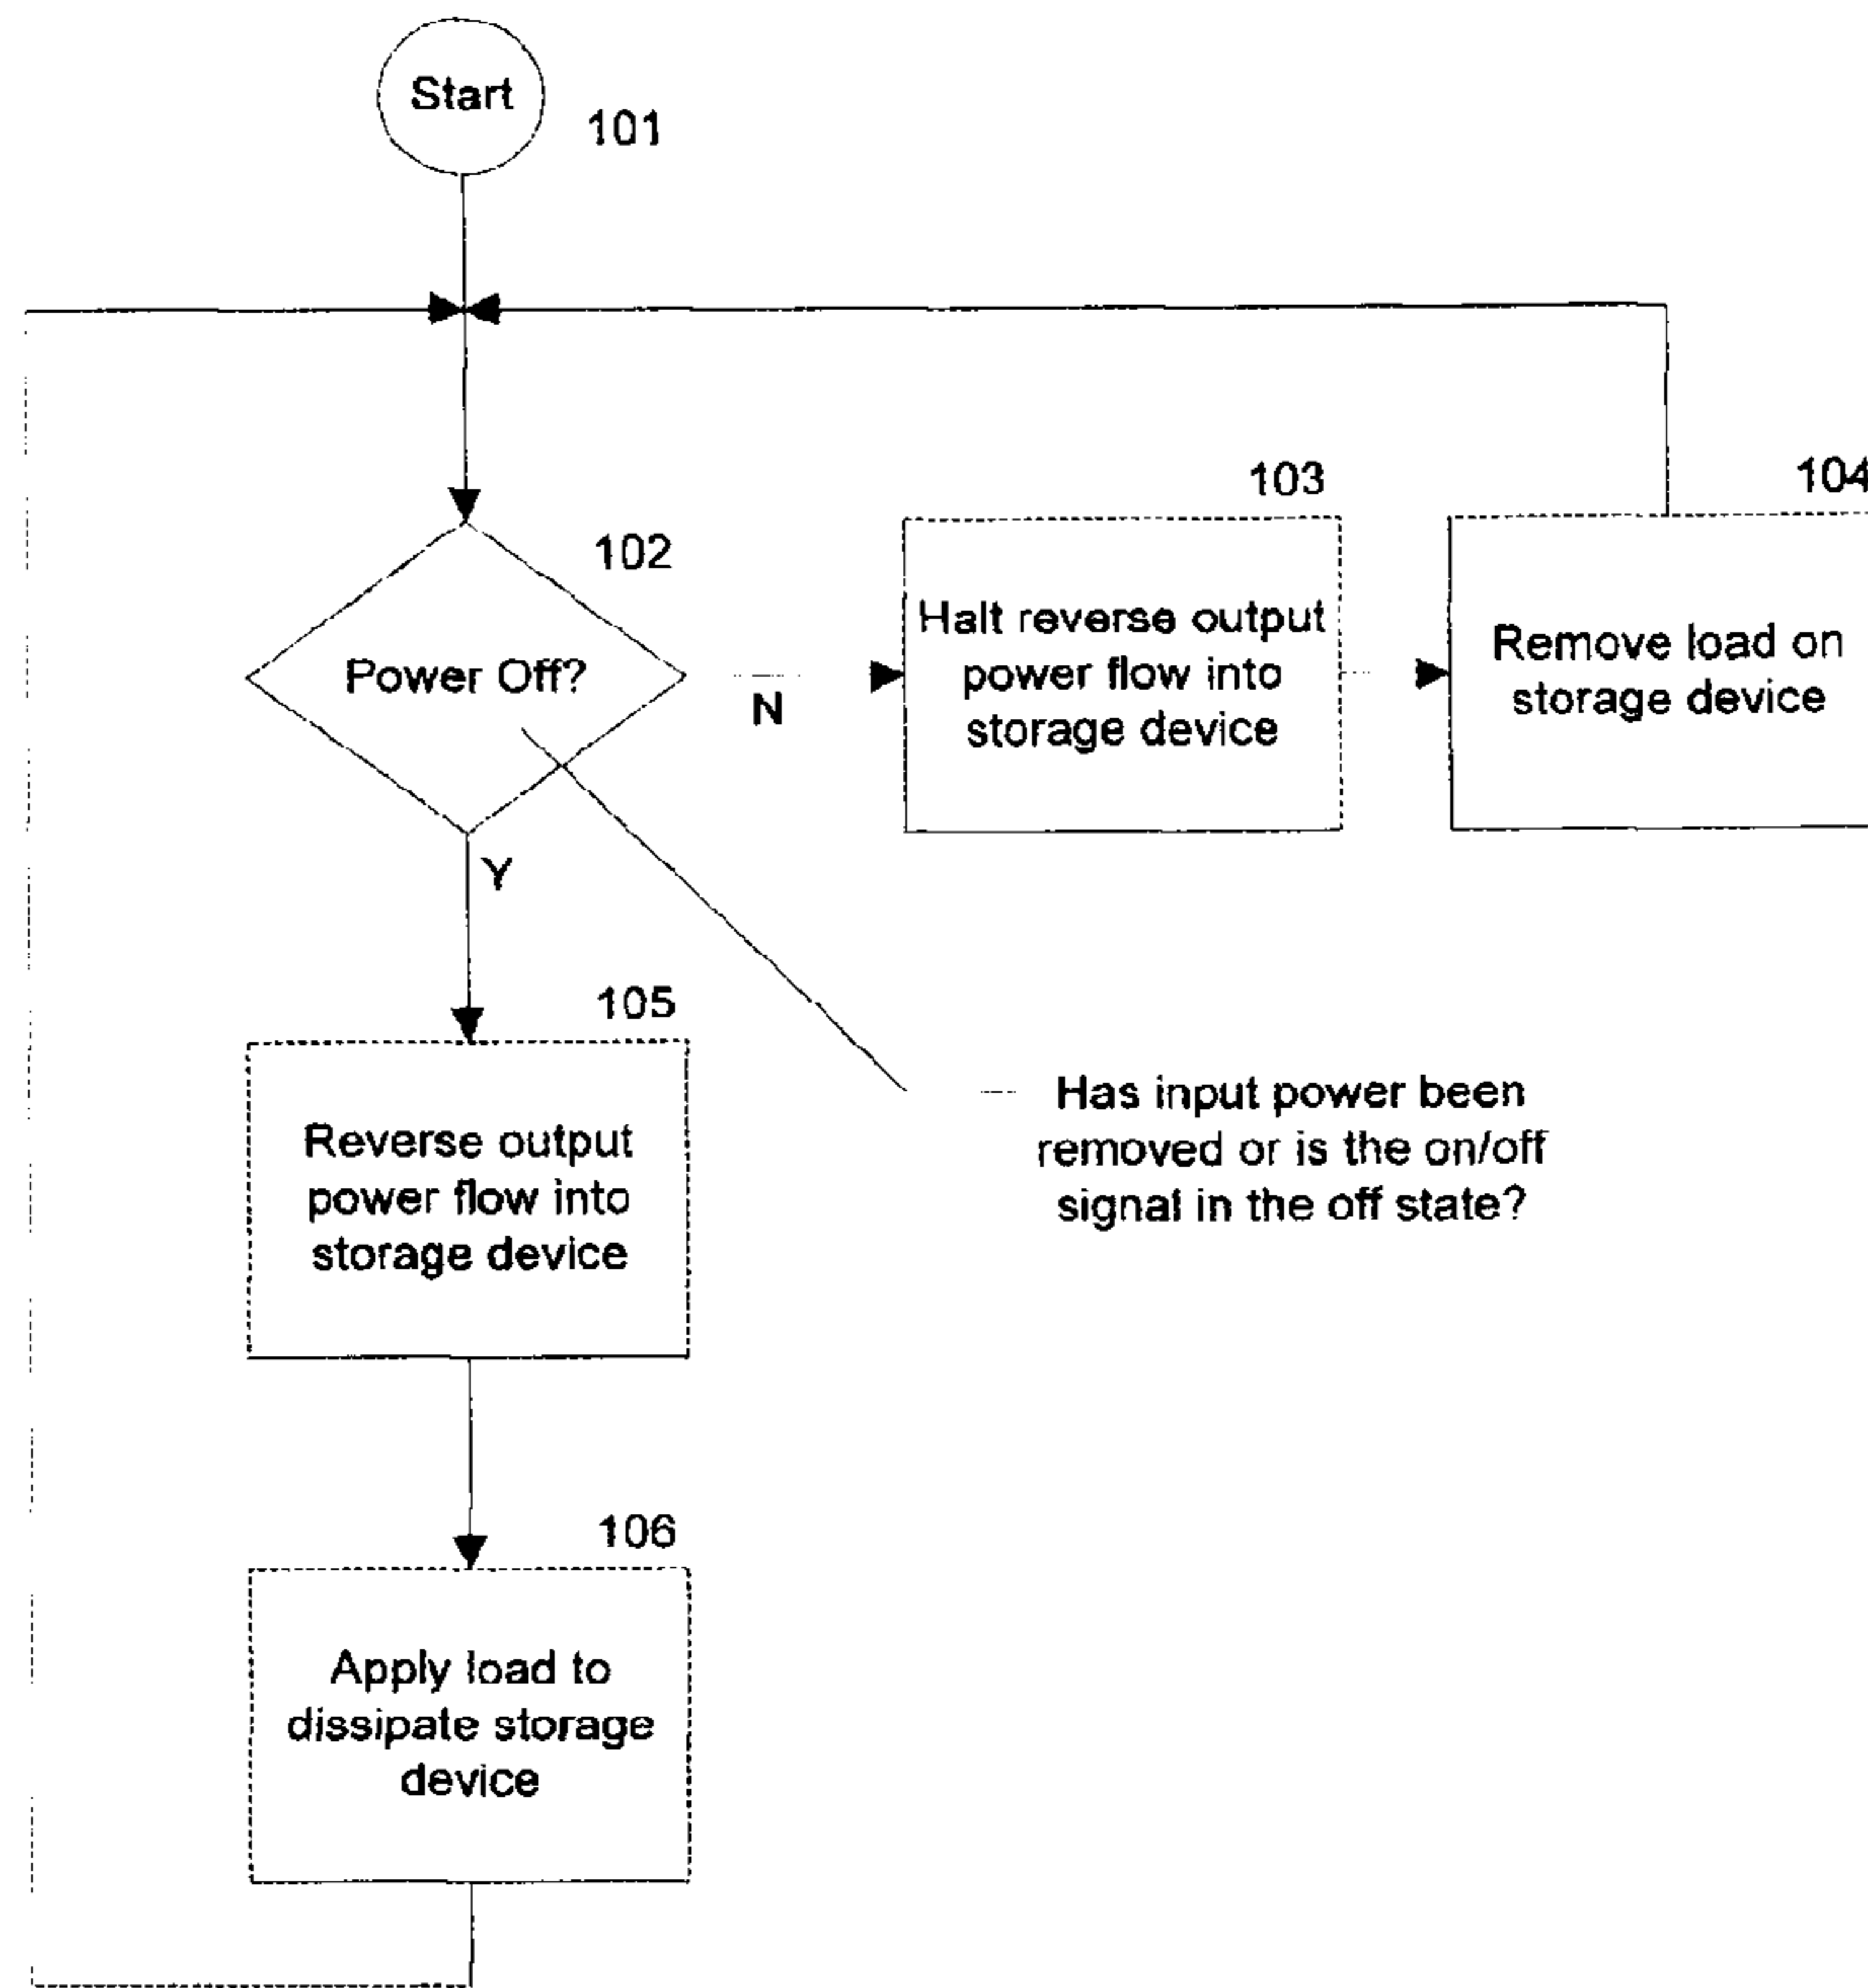 Start
101
102
Power Off?
N
Y
103
Halt reverse output
power flow into
storage device
104
Remove load on
storage device
105
Reverse output
power flow into
storage device
Has input power been
removed or is the on/off
signal in the off state?
106
Apply load to
dissipate storage
device